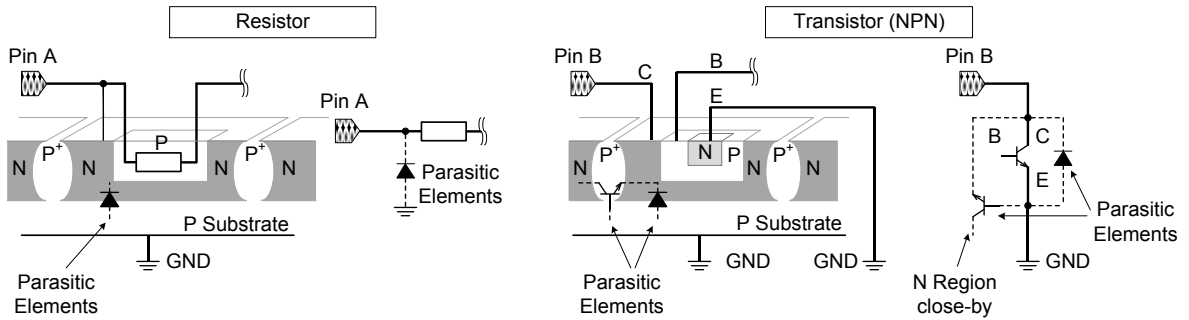 Resistor
Transistor (NPN)
Pin A
Pin A
N
P+
N
P
N
P+
N
Parasitic
Elements
P Substrate
GND
Parasitic
Elements
Pin B
C
B
E
N
P+
N
N
P
P+
N
P Substrate
GND
GND
Parasitic
Elements
Pin B
B
C
E
Parasitic
Elements
GND
N Region
close-by